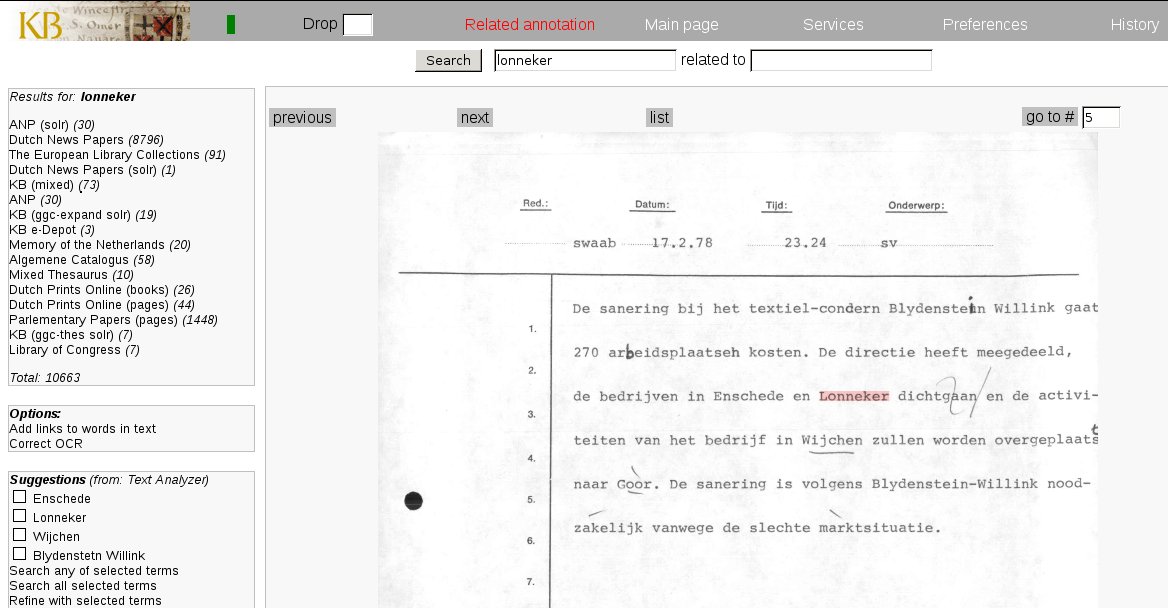 KB
Drop
Related annotation
Main page
Services
Preferences
History
Search
lonneker
related to
Results for: lonneker
ANP (solr) (30)
Dutch News Papers (8796)
The European Library Collections (91)
Dutch News Papers (solr) (1)
KB (mixed) (73)
ANP (30)
KB (ggc-expand solr) (19)
KB e-Depot (3)
Memory of the Netherlands (20)
Algemene Catalogus (58)
Mixed Thesaurus (10)
Dutch Prints Online (books) (26)
Dutch Prints Online (pages) (44)
Parlementary Papers (pages) (1448)
KB (ggc-thes solr) (7)
Library of Congress (7)
Total: 10663
Options:
Add links to words in text
Correct OCR
Suggestions (from: Text Analyzer)
Enschede
Lonneker
Wijchen
Blydenstetn Willink
Search any of selected terms
Search all selected terms
Refine with selected terms
previous
next
list
go to #
5
Red.: Datum: Tijd: Onderwerp:
swaab 17.2.78 23.24 sv
De sanering bij het textiel-condern Blydenstein Willink gaat
1.
270 arbeidsplaatseh kosten. De directie heeft meegedeeld,
2.
de bedrijven in Enschede en Lonneker dichtgaan en de activi-
3.
teiten van het bedrijf in Wijchen zullen worden overgeplaatst
4.
naar Goor. De sanering is volgens Blydenstein-Willink nood-
5.
zakelijk vanwege de slechte marktsituatie.
6.
7.